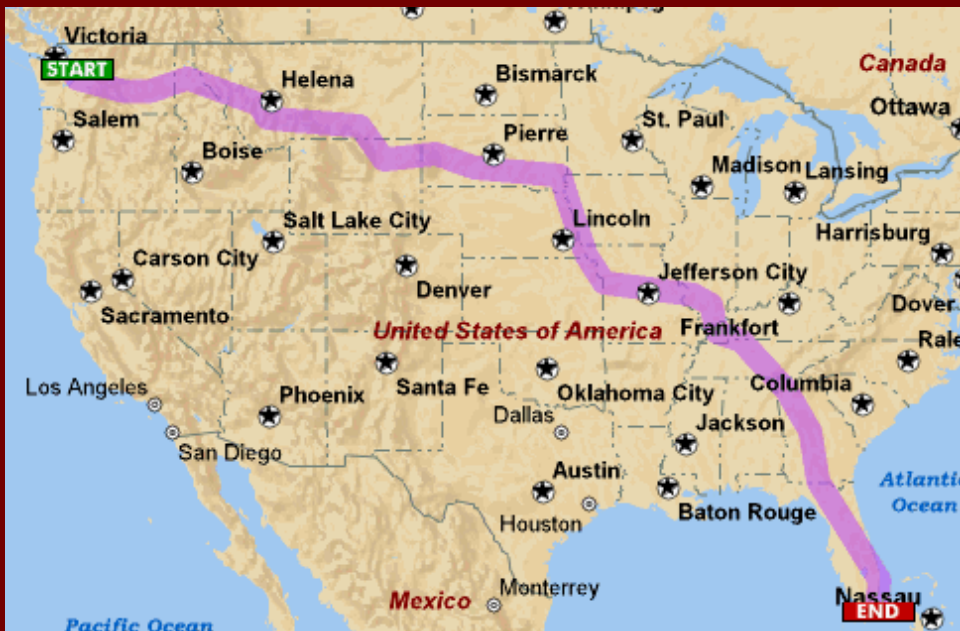 Victoria
START
Helena
Bismarck
Canada
Ottawa
Salem
Pierre
St. Paul
Boise
Madison
Lansing
Salt Lake City
Lincoln
Harrisburg
Carson City
Denver
Jefferson City
Sacramento
Dover
United States of America
Frankfort
Rale
Los Angeles
Phoenix
Santa Fe
Oklahoma City
Columbia
Dallas
Jackson
San Diego
Austin
Atlantic
Ocean
Houston
Baton Rouge
Mexico
Monterrey
Nassau
END
Pacific Ocean